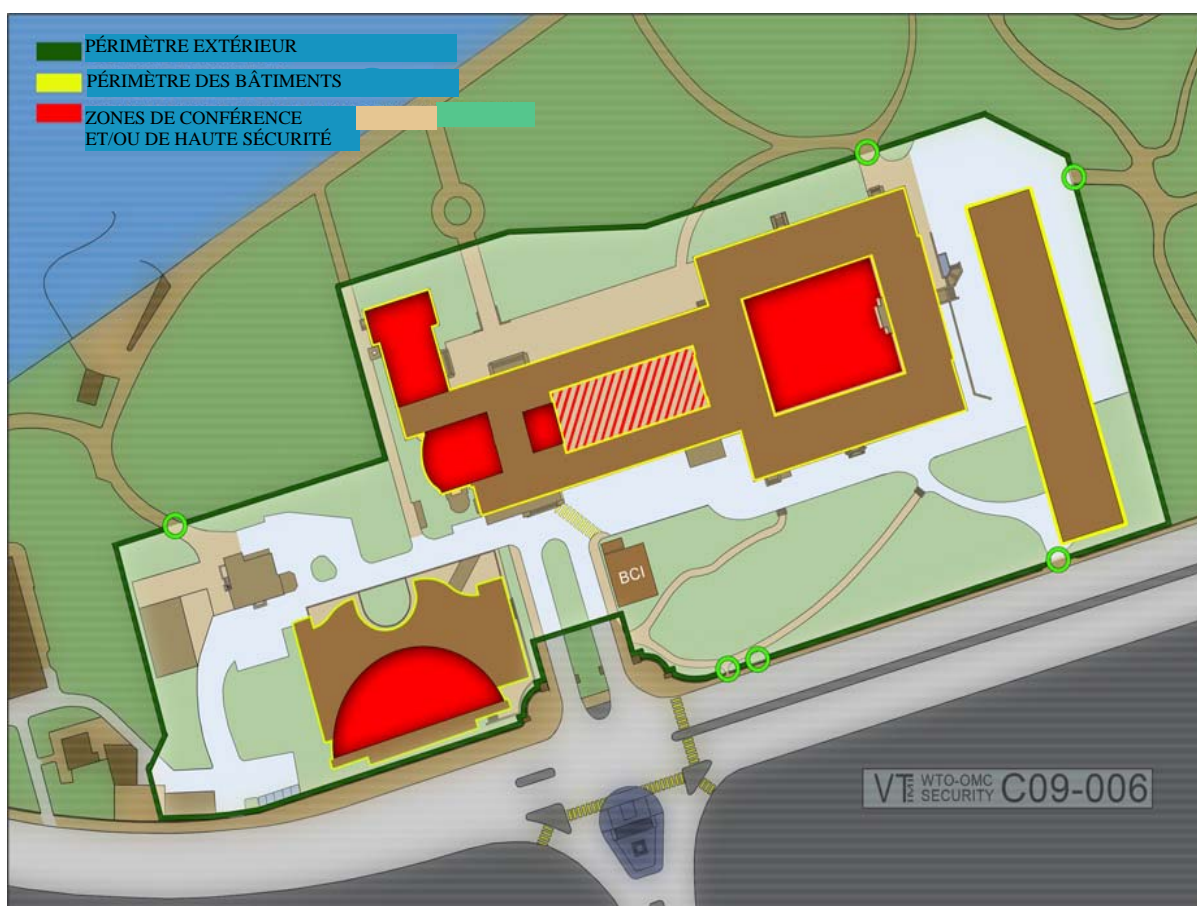 PÉRIMÈTRE EXTÉRIEUR
PÉRIMÈTRE DES BÂTIMENTS
ZONES DE CONFÉRENCE
ET/OU DE HAUTE SÉCURITÉ
BCI
WTO-OMC
SECURITY
C09-006